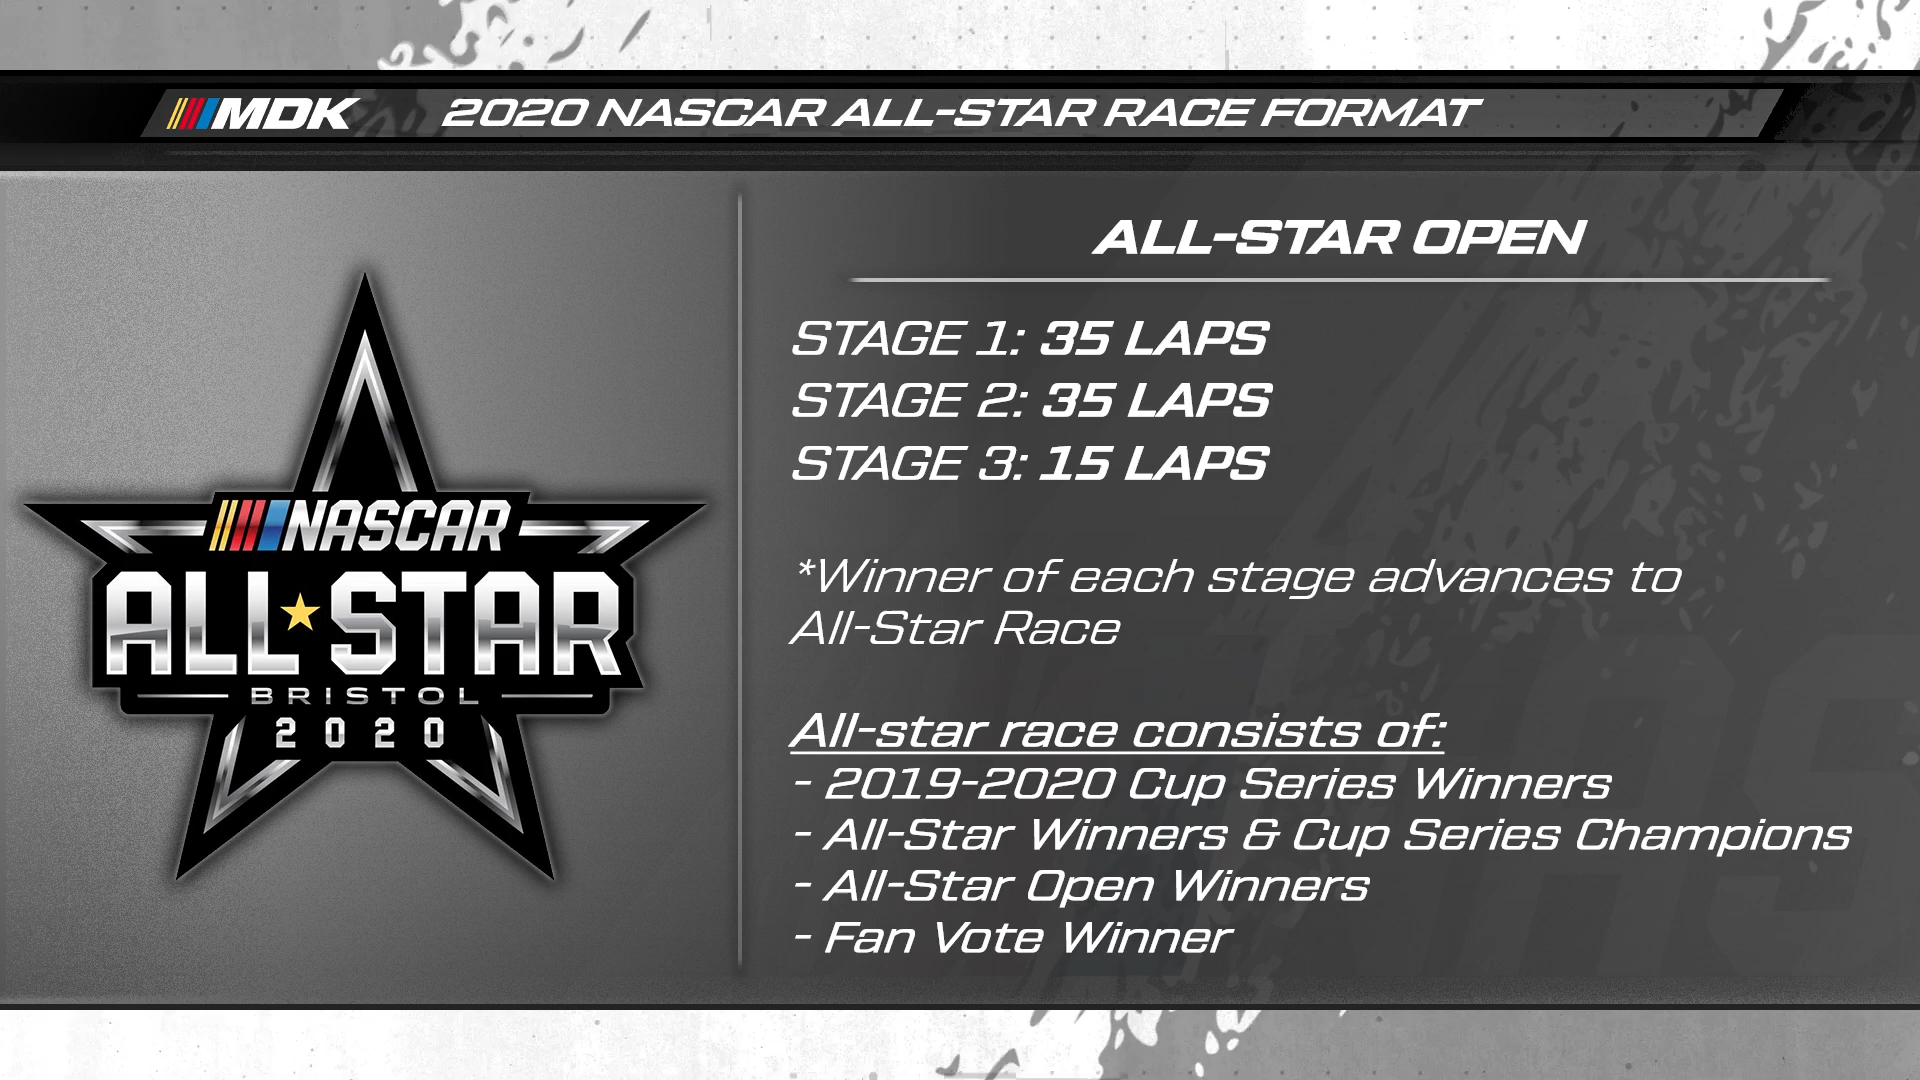 MDK 2020 NASCAR ALL-STAR RACE FORMAT
NASCAR
ALL STAR
BRISTOL
2020
ALL-STAR OPEN
STAGE 1: 35 LAPS
STAGE 2: 35 LAPS
STAGE 3: 15 LAPS
*Winner of each stage advances to
All-Star Race
All-star race consists of:
- 2019-2020 Cup Series Winners
- All-Star Winners & Cup Series Champions
- All-Star Open Winners
- Fan Vote Winner